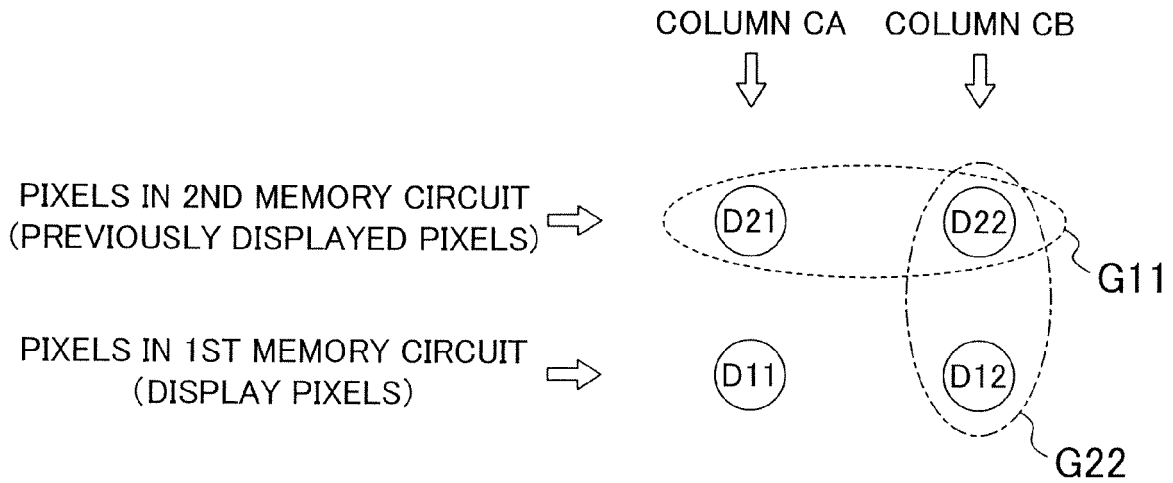 COLUMN CA COLUMN CB
PIXELS IN 2ND MEMORY CIRCUIT
(PREVIOUSLY DISPLAYED PIXELS)
D21 D22
G11
PIXELS IN 1ST MEMORY CIRCUIT
(DISPLAY PIXELS)
D11 D12
G22